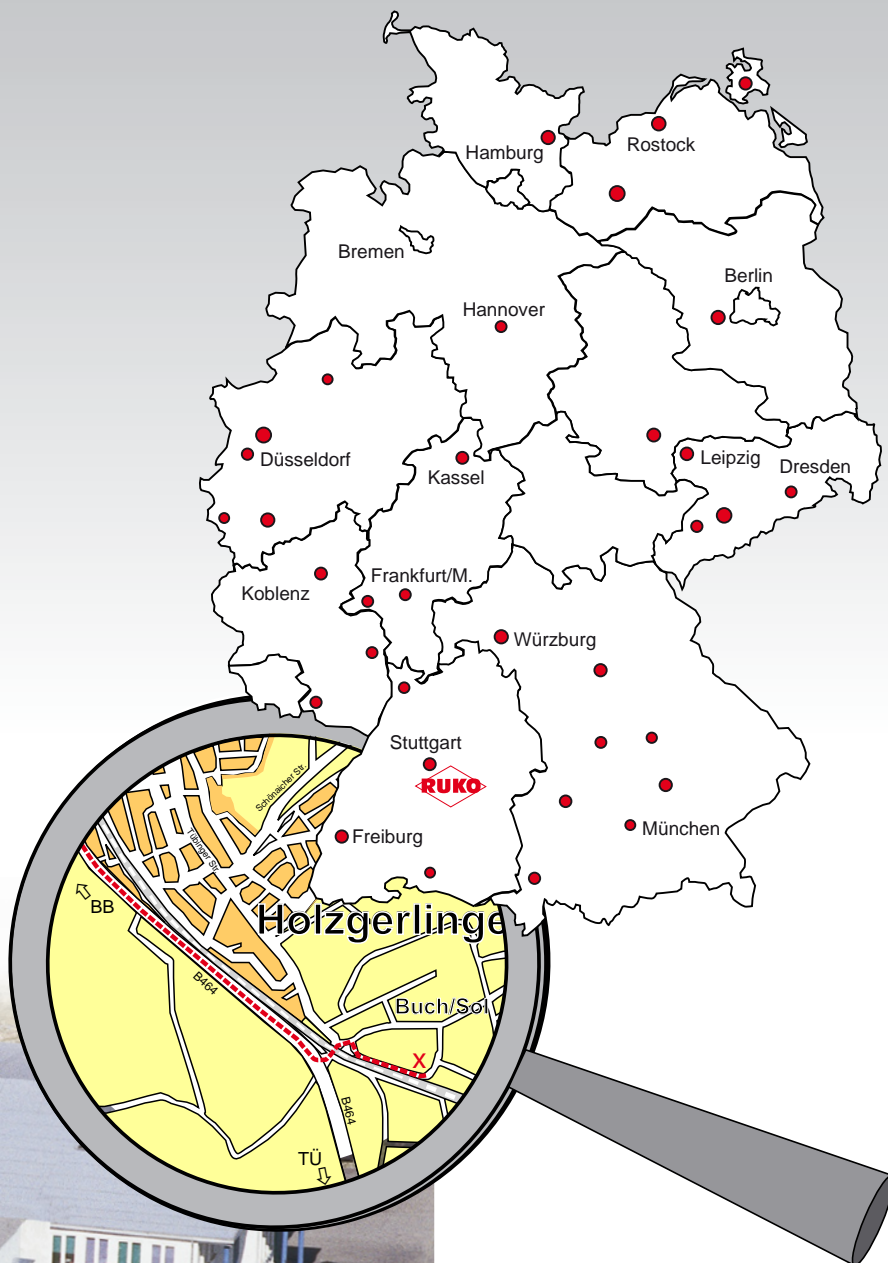 Hamburg
Rostock
Bremen
Berlin
Hannover
Düsseldorf
Kassel
Leipzig
Dresden
Koblenz
Frankfurt/M.
Würzburg
Stuttgart
RUKO
Freiburg
München
Schönaicher Str.
Tübinger Str.
BB
Holzgerlinge
B464
Buch/Sol
X
B464
TÜ